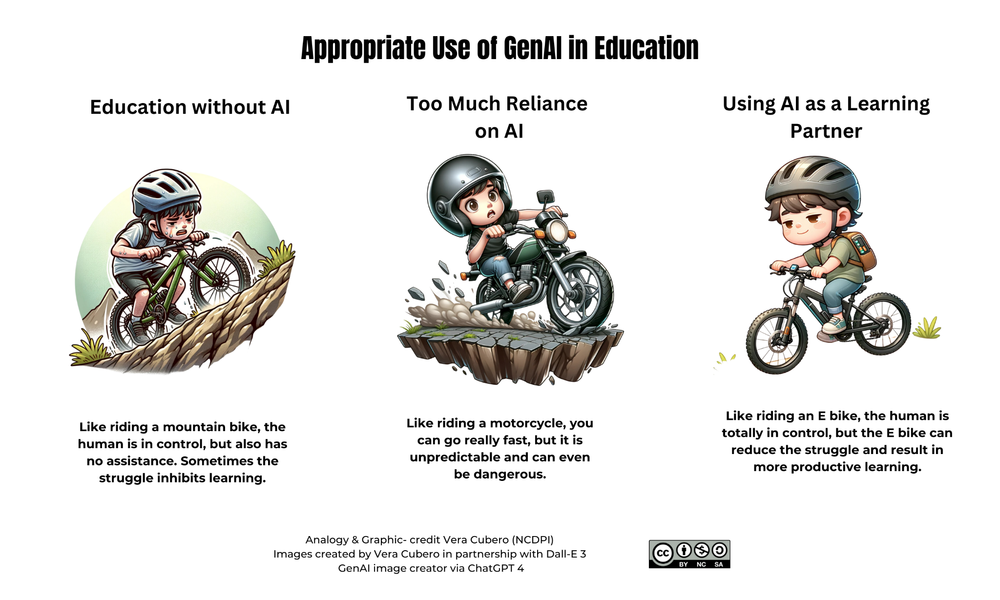 Appropriate Use of GenAI in Education
Education without AI
Too Much Reliance
on AI
Using AI as a Learning
Partner
Like riding a mountain bike, the
human is in control, but also has
no assistance. Sometimes the
struggle inhibits learning.
Like riding a motorcycle, you
can go really fast, but it is
unpredictable and can even
be dangerous.
Like riding an E bike, the human is
totally in control, but the E bike can
reduce the struggle and result in
more productive learning.
Analogy & Graphic- credit Vera Cubero (NCDPI)
Images created by Vera Cubero in partnership with Dall-E 3
GenAI image creator via ChatGPT 4
cc
BY NC SA